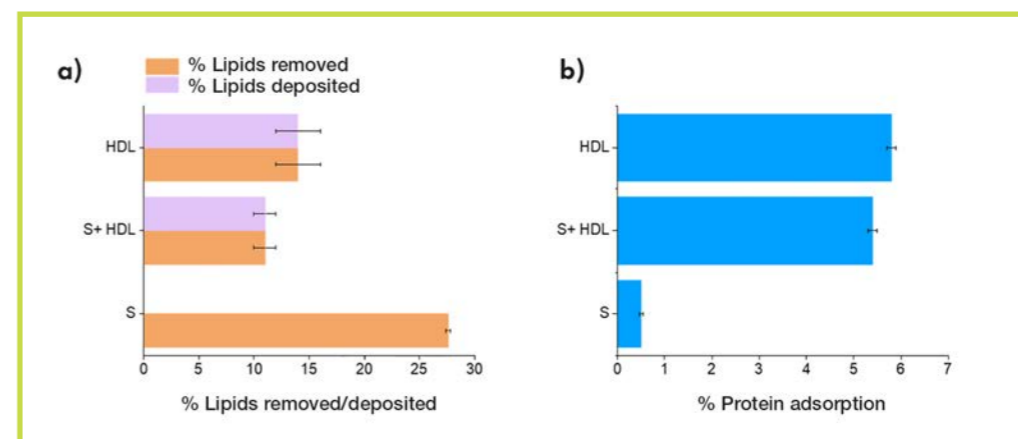 a)
% Lipids removed
% Lipids deposited
HDL
S+ HDL
S
0 5 10 15 20 25 30
% Lipids removed/deposited
b)
HDL
S+ HDL
S
0 1 2 3 4 5 6 7
% Protein adsorption